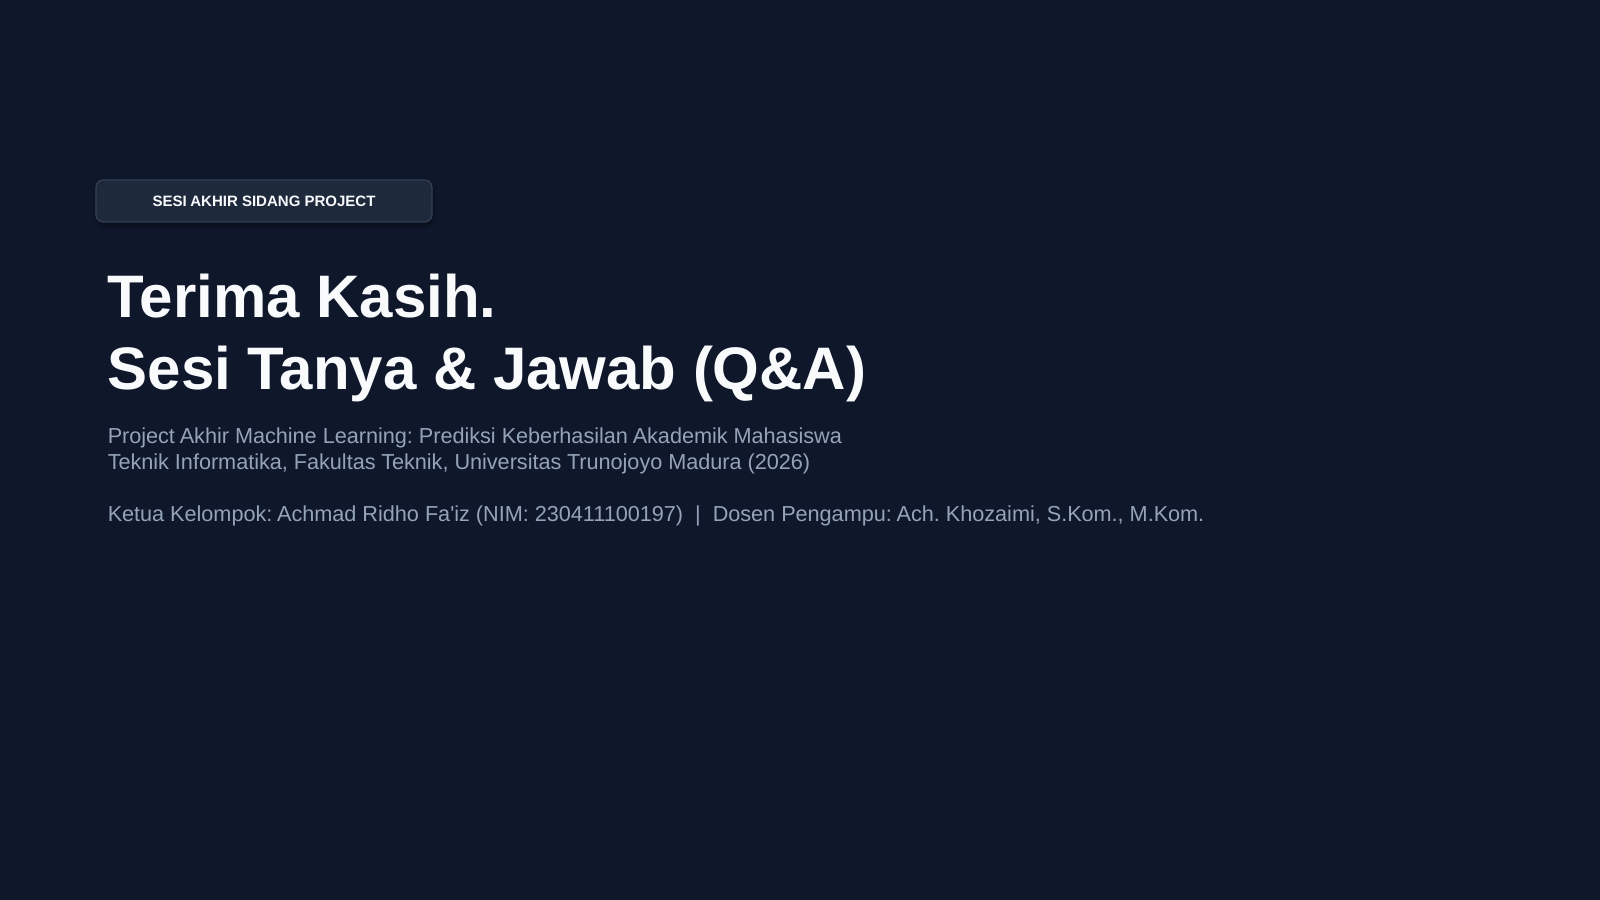 SESI AKHIR SIDANG PROJECT
Terima Kasih.
Sesi Tanya & Jawab (Q&A)
Project Akhir Machine Learning: Prediksi Keberhasilan Akademik Mahasiswa
Teknik Informatika, Fakultas Teknik, Universitas Trunojoyo Madura (2026)
Ketua Kelompok: Achmad Ridho Fa'iz (NIM: 230411100197) | Dosen Pengampu: Ach. Khozaimi, S.Kom., M.Kom.